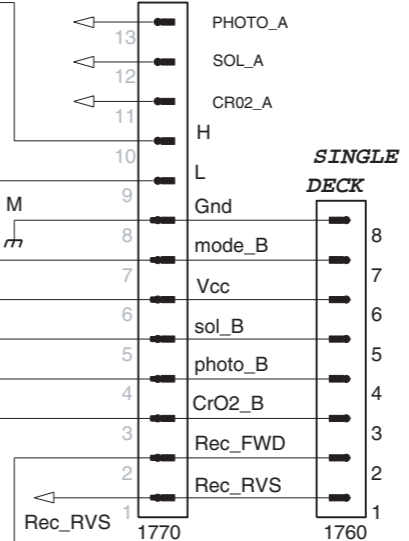 PHOTO_A
13
SOL_A
12
CR02_A
11
H
10
SINGLE
L
DECK
9
M
Gnd
8
8
mode_B
7
7
Vcc
6
6
sol_B
5
5
photo_B
4
4
CrO2_B
3
3
Rec_FWD
2
2
Rec_RVS
1
1
Rec_RVS
1770
1760